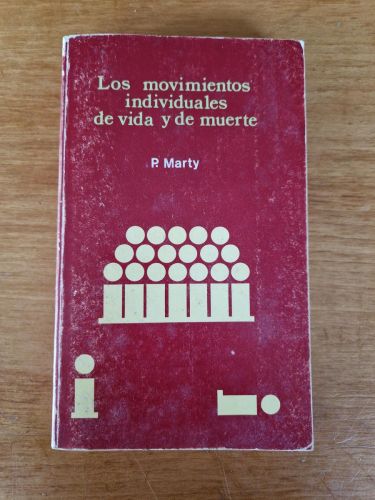 Los movimientos
individuales
de vida y de muerte
P. Marty